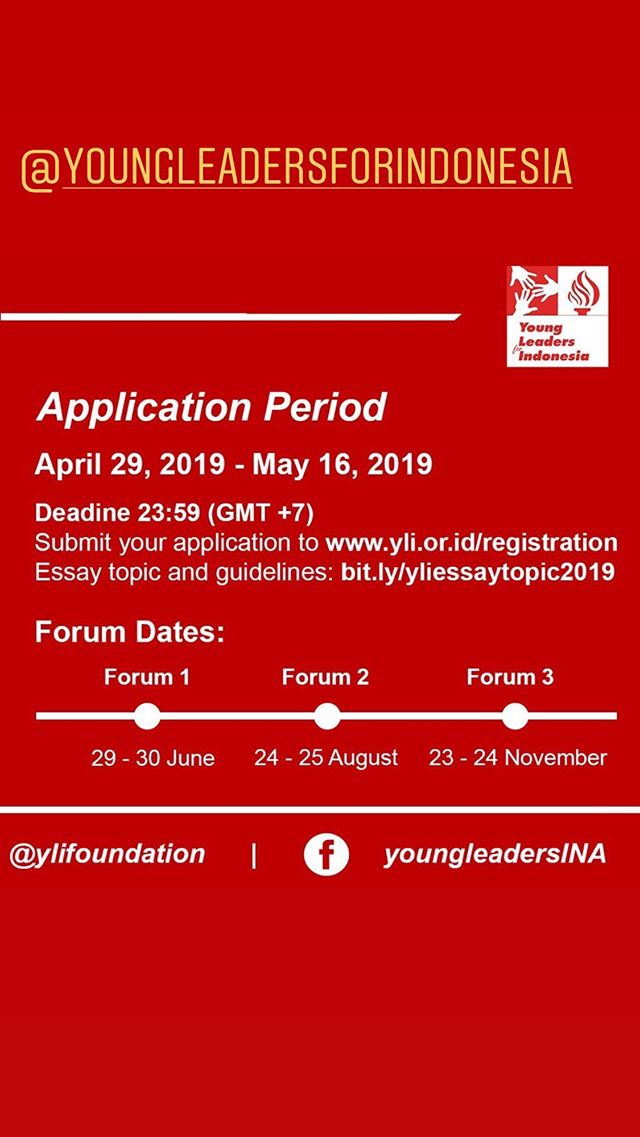 @YOUNGLEADERSFORINDONESIA
Young
Leaders
for Indonesia
Application Period
April 29, 2019 - May 16, 2019
Deadine 23:59 (GMT +7)
Submit your application to www.yli.or.id/registration
Essay topic and guidelines: bit.ly/yliessaytopic2019
Forum Dates:
Forum 1 Forum 2 Forum 3
29 - 30 June 24 - 25 August 23 - 24 November
@ylifoundation | f youngleadersINA